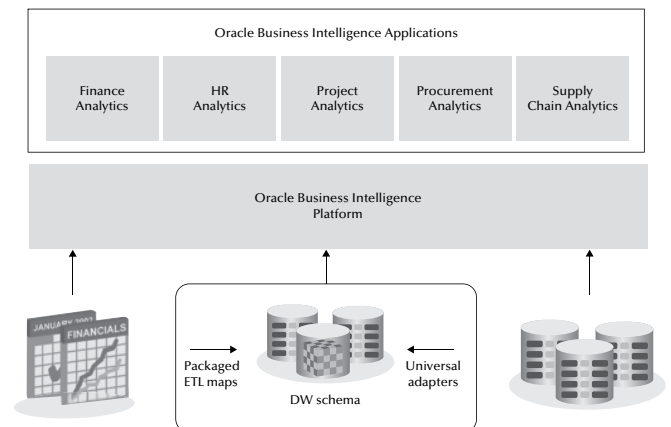 Oracle Business Intelligence Applications
Finance
Analytics
HR
Analytics
Project
Analytics
Procurement
Analytics
Supply
Chain Analytics
Oracle Business Intelligence
Platform
JANUARY 2007
FINANCIALS
Packaged
ETL maps
Universal
adapters
DW schema